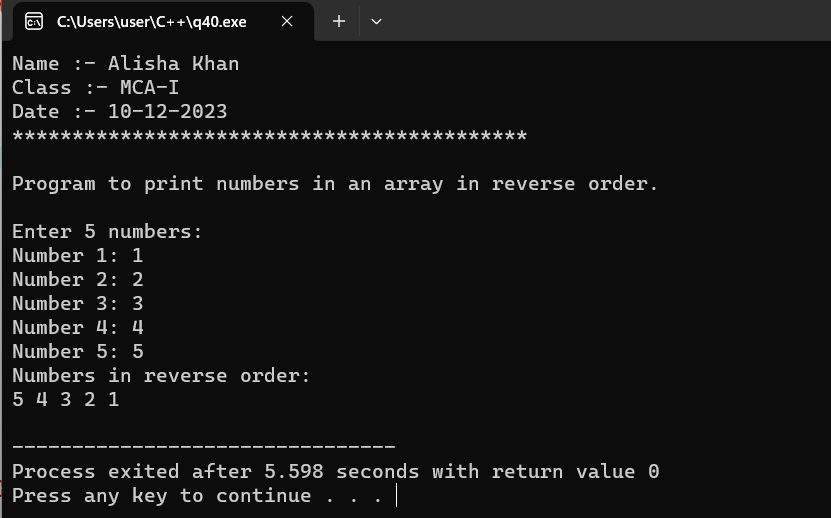 C:\Users\user\C++\q40.exe
Name :- Alisha Khan
Class :- MCA-I
Date :- 10-12-2023
*******************************************
Program to print numbers in an array in reverse order.
Enter 5 numbers:
Number 1: 1
Number 2: 2
Number 3: 3
Number 4: 4
Number 5: 5
Numbers in reverse order:
5 4 3 2 1
--------------------------------
Process exited after 5.598 seconds with return value 0
Press any key to continue . . .